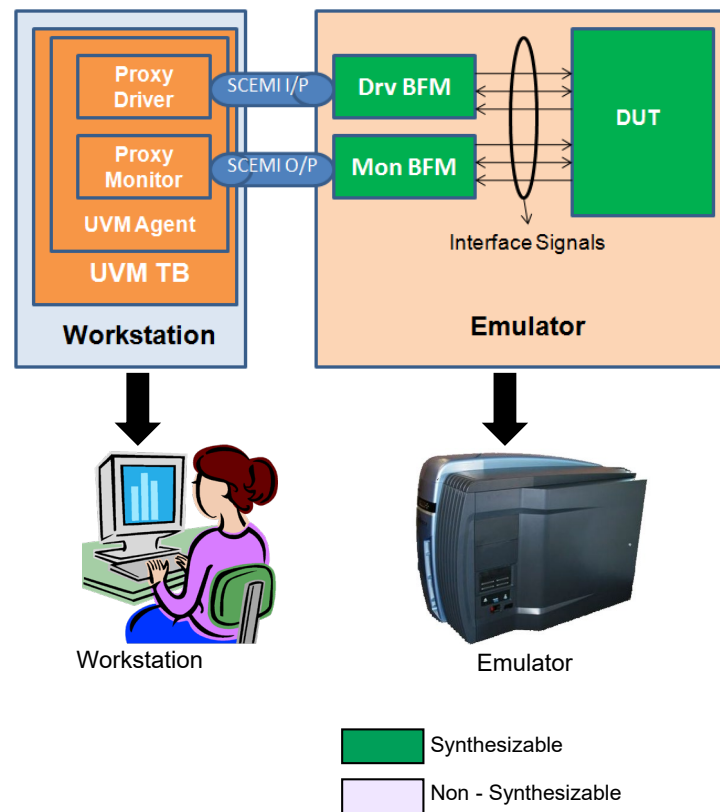 Proxy
Driver
SCEMI I/P
Drv BFM
DUT
Proxy
Monitor
SCEMI O/P
Mon BFM
UVM Agent
Interface Signals
UVM TB
Workstation
Emulator
Workstation
Emulator
Synthesizable
Non - Synthesizable